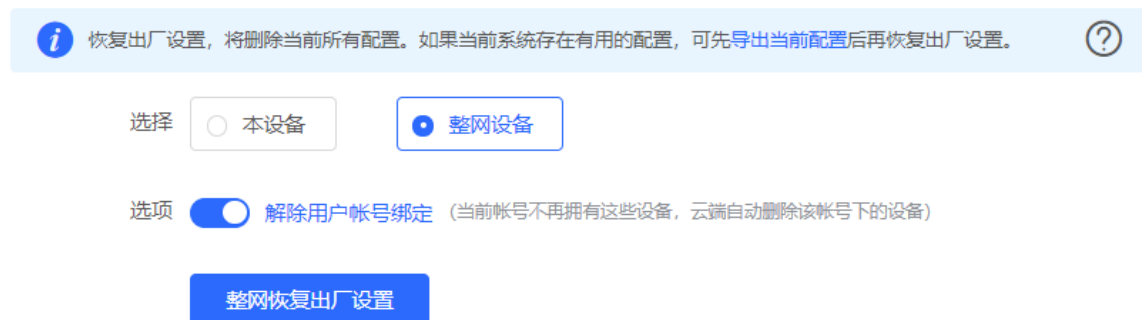 恢复出厂设置，将删除当前所有配置。如果当前系统存在有用的配置，可先导出当前配置后再恢复出厂设置。
选择 本设备 整网设备
选项 解除用户帐号绑定 (当前帐号不再拥有这些设备，云端自动删除该帐号下的设备)
整网恢复出厂设置